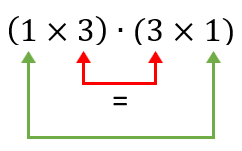 (1 × 3) · (3 × 1)
=